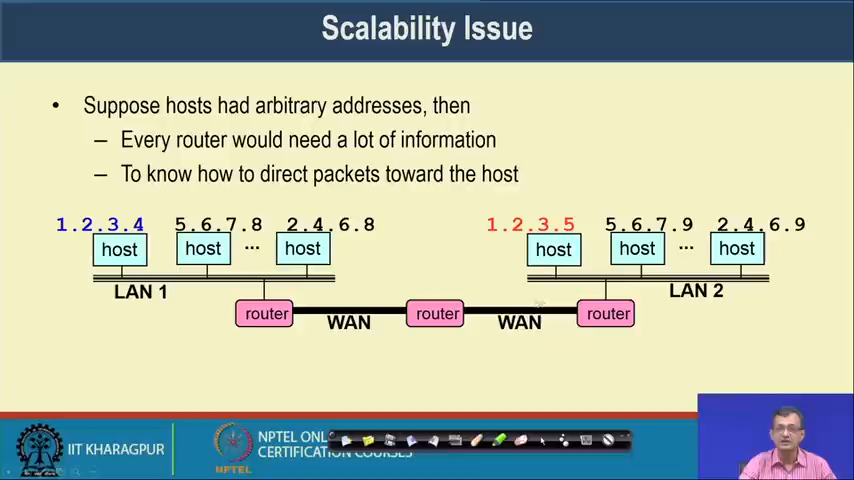 Scalability Issue
• Suppose hosts had arbitrary addresses, then
– Every router would need a lot of information
– To know how to direct packets toward the host
1.2.3.4 5.6.7.8 2.4.6.8 1.2.3.5 5.6.7.9 2.4.6.9
host host ... host host host ... host
LAN 1 LAN 2
router WAN router WAN router
IIT KHARAGPUR
NPTEL
NPTEL ONL
CERTIFICATION COURSES